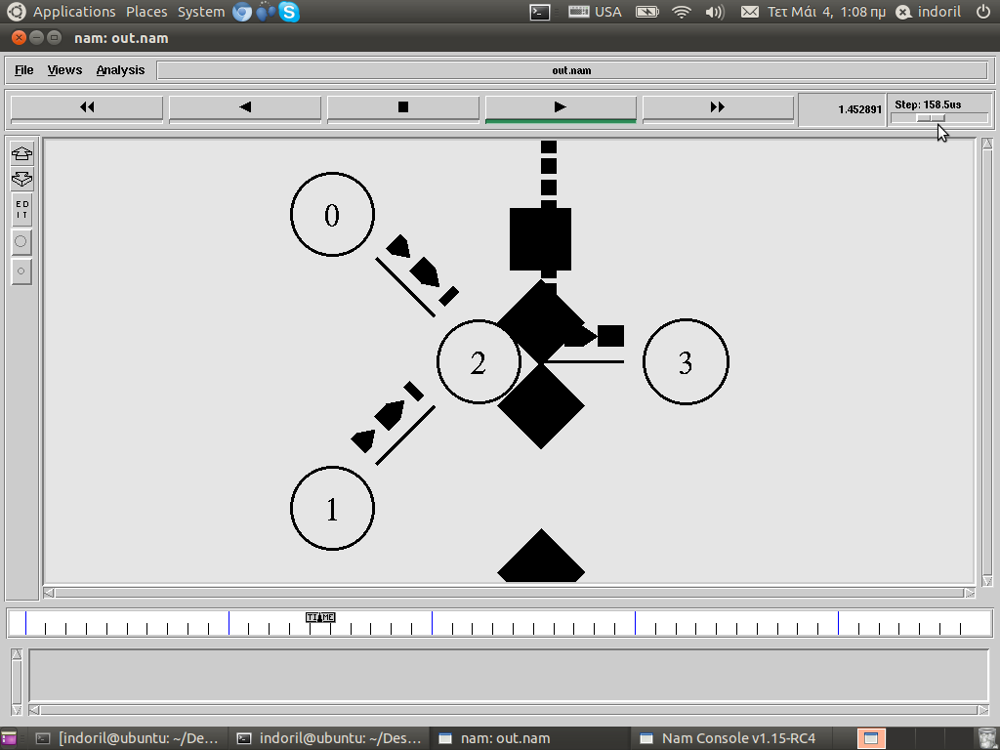 Applications Places System USA Τετ Μάι 4, 1:08 πμ indoril
nam: out.nam
File Views Analysis out.nam
1.452891 Step: 158.5us
ED
IT
0
2
3
1
TIME
[indoril@ubuntu: ~/De... indoril@ubuntu: ~/Des... nam: out.nam Nam Console v1.15-RC4